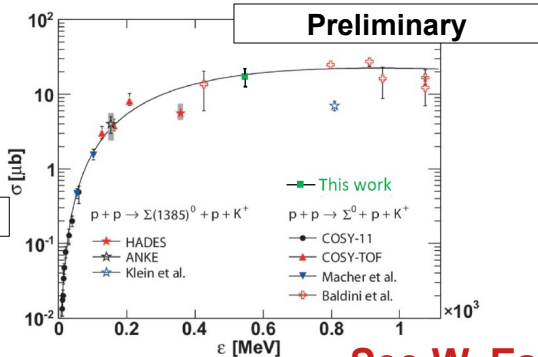 Preliminary
10²
10
1
10⁻¹
10⁻²
σ [μb]
This work
p + p → Σ(1385)⁰ + p + K⁺
HADES
ANKE
Klein et al.
p + p → Σ⁰ + p + K⁺
COSY-11
COSY-TOF
Macher et al.
Baldini et al.
0 0.2 0.4 0.6 0.8 1
×10³
ε [MeV]